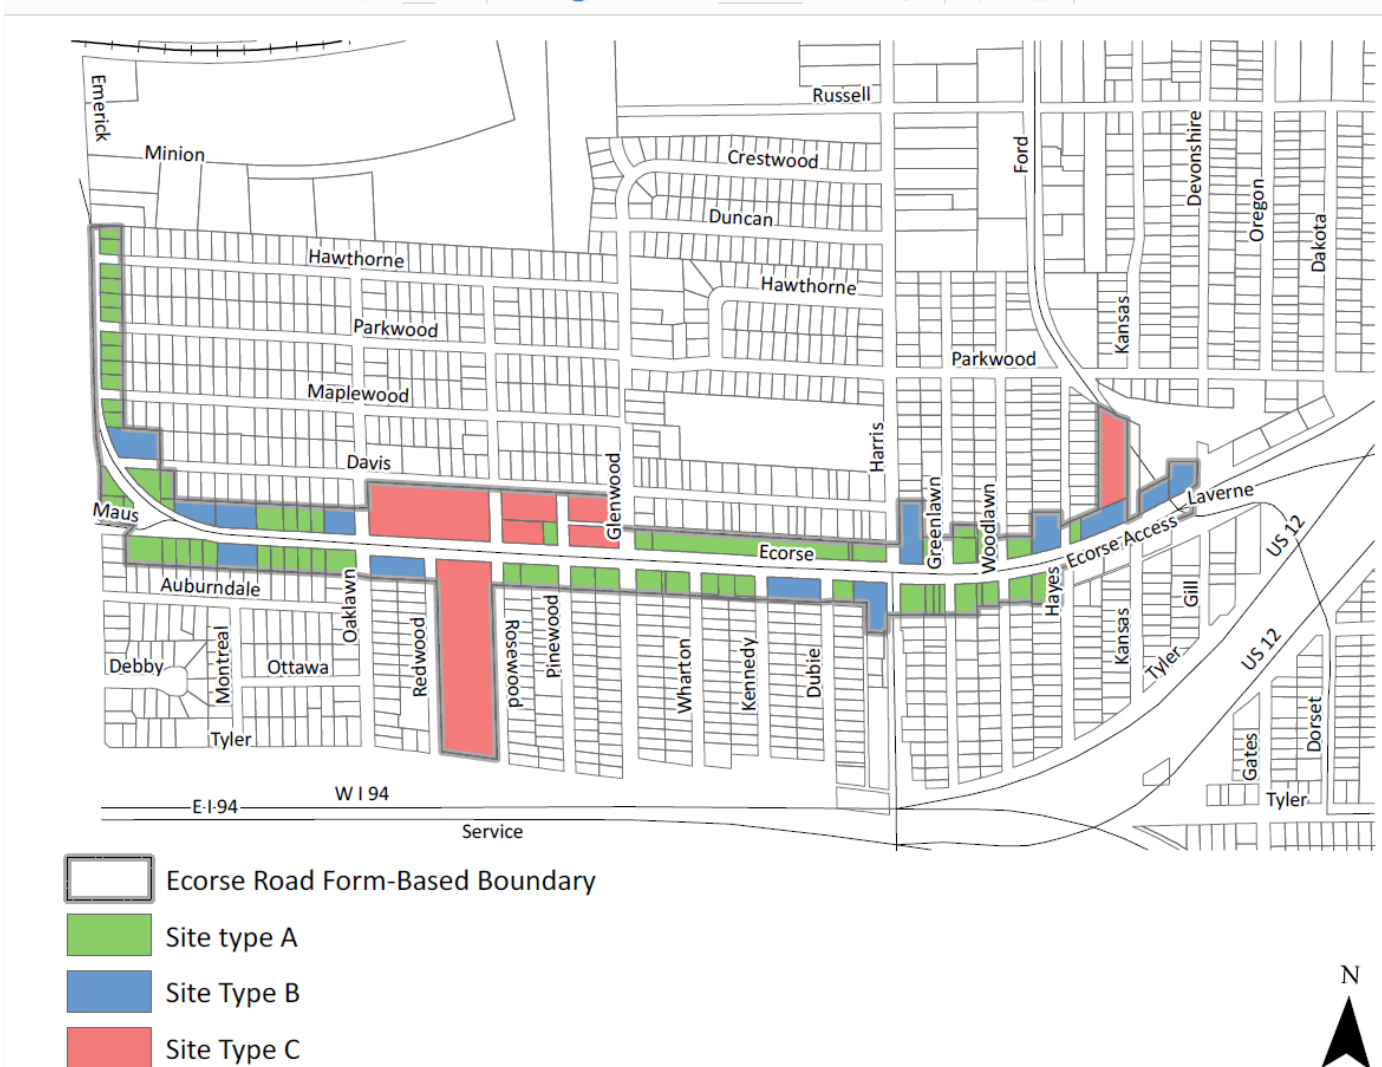 Emerick
Russell
Minion
Crestwood
Ford
Devonshire
Duncan
Oregon
Dakota
Hawthorne
Hawthorne
Kansas
Parkwood
Parkwood
Maplewood
Harris
Davis
Glenwood
Greenlawn
Woodlawn
Laverne
Maus
Ecorse
Ecorse Access
US 12
Auburndale
Oaklawn
Hayes
Gill
Redwood
Rosewood
Pinewood
Wharton
Kennedy
Dubie
Kansas
Tyler
US 12
Debby
Montreal
Ottawa
Tyler
Gates
Dorset
W I 94
E-I-94
Tyler
Service
Ecorse Road Form-Based Boundary
Site type A
Site Type B
N
Site Type C